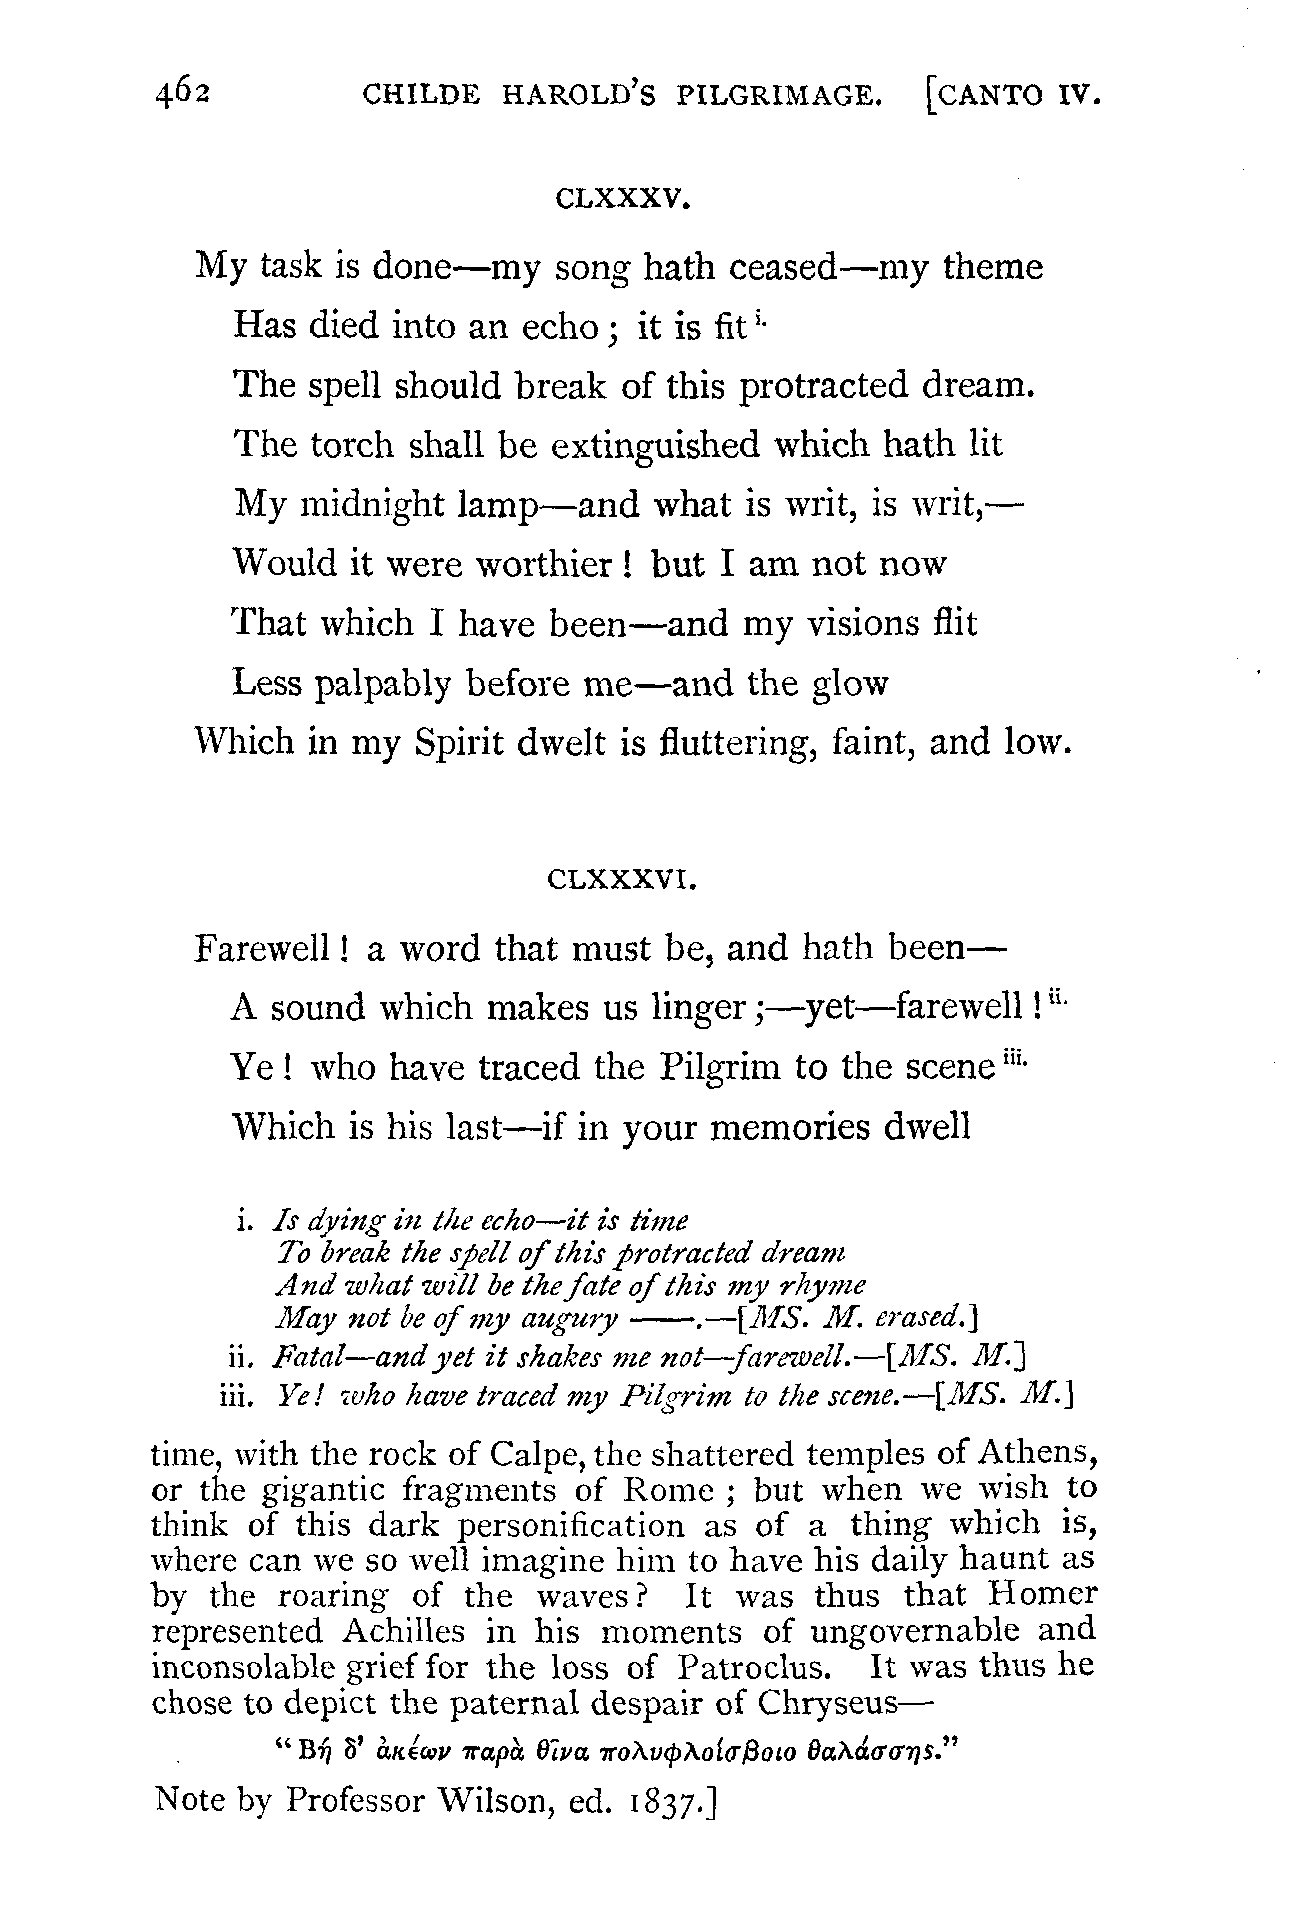 462 CHILDE HAROLD'S PILGRIMAGE. [CANTO IV.
CLXXXV.
My task is done—my song hath ceased—my theme
Has died into an echo; it is fit i.
The spell should break of this protracted dream.
The torch shall be extinguished which hath lit
My midnight lamp—and what is writ, is writ,—
Would it were worthier! but I am not now
That which I have been—and my visions flit
Less palpably before me—and the glow
Which in my Spirit dwelt is fluttering, faint, and low.
CLXXXVI.
Farewell! a word that must be, and hath been—
A sound which makes us linger;—yet—farewell! ii.
Ye! who have traced the Pilgrim to the scene iii.
Which is his last—if in your memories dwell
i. Is dying in the echo—it is time
To break the spell of this protracted dream
And what will be the fate of this my rhyme
May not be of my augury ——.—[MS. M. erased.]
ii. Fatal—and yet it shakes me not—farewell.—[MS. M.]
iii. Ye! who have traced my Pilgrim to the scene.—[MS. M.]
time, with the rock of Calpe, the shattered temples of Athens,
or the gigantic fragments of Rome; but when we wish to
think of this dark personification as of a thing which is,
where can we so well imagine him to have his daily haunt as
by the roaring of the waves? It was thus that Homer
represented Achilles in his moments of ungovernable and
inconsolable grief for the loss of Patroclus. It was thus he
chose to depict the paternal despair of Chryseus—
"Βή δ' ἀκέων παρὰ θῖνα πολυφλοίσβοιο θαλάσσης."
Note by Professor Wilson, ed. 1837.]